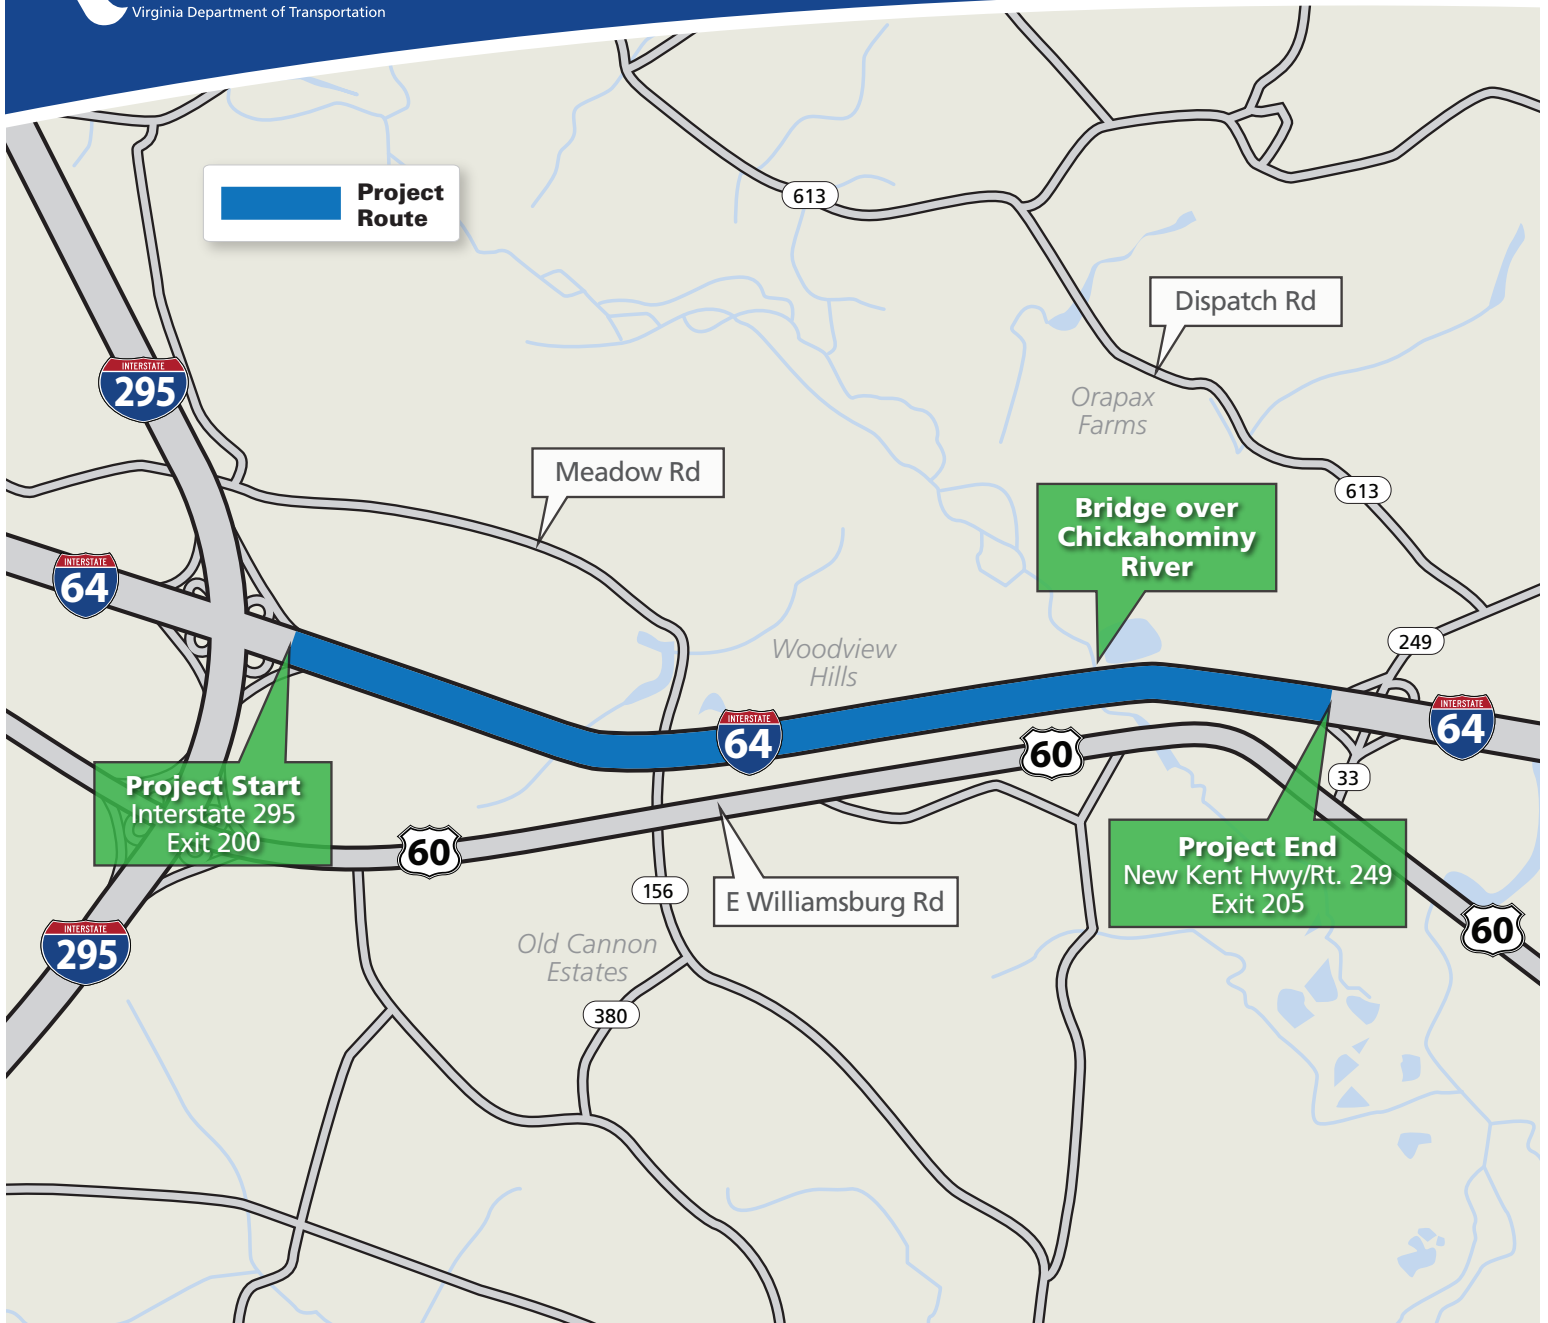 Virginia Department of Transportation
Project
Route
613
Dispatch Rd
INTERSTATE
295
Orapax
Farms
Meadow Rd
613
Bridge over
Chickahominy
River
INTERSTATE
64
249
Woodview
Hills
INTERSTATE
64
INTERSTATE
64
60
33
Project Start
Interstate 295
Exit 200
60
Project End
New Kent Hwy/Rt. 249
Exit 205
156
E Williamsburg Rd
60
INTERSTATE
295
Old Cannon
Estates
380